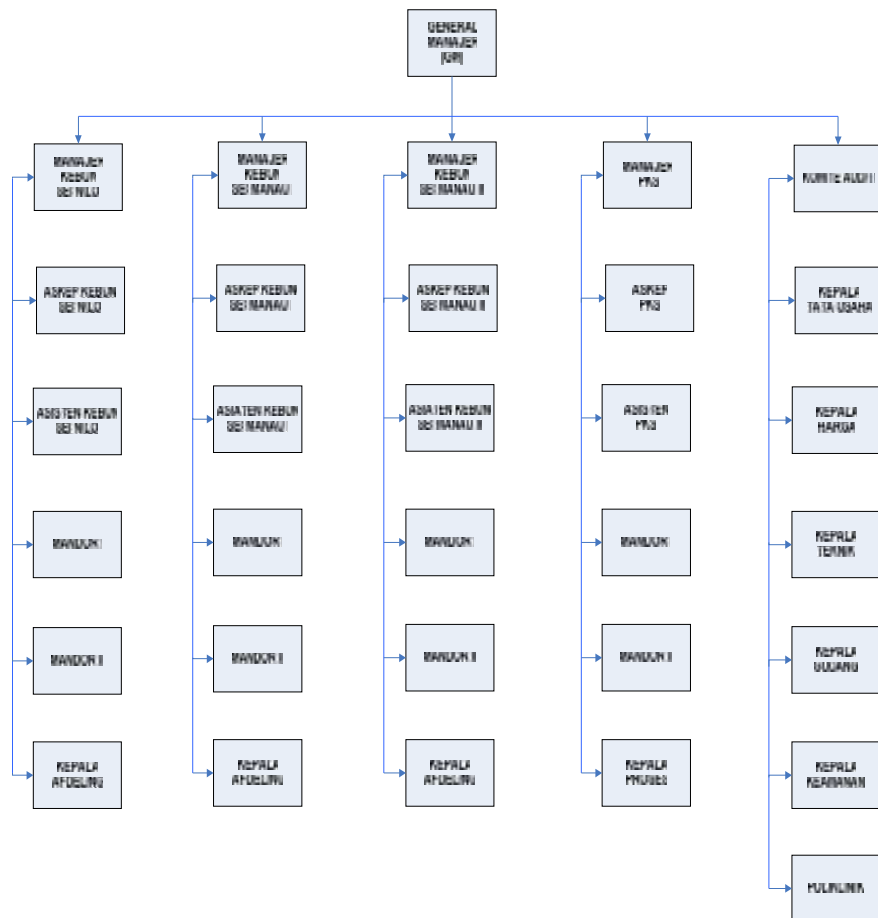 GENERAL
MANAJER
(GM)
MANAJER
KEBUN
SEI NILO
MANAJER
KEBUN
SEI MANAU I
MANAJER
KEBUN
SEI MANAU II
MANAJER
PKS
KOMITE AUDIT
ASKEP KEBUN
SEI NILO
ASKEP KEBUN
SEI MANAU I
ASKEP KEBUN
SEI MANAU II
ASKEP
PKS
KEPALA
TATA USAHA
ASISTEN KEBUN
SEI NILO
ASIATEN KEBUN
SEI MANAU I
ASIATEN KEBUN
SEI MANAU II
ASISTEN
PKS
KEPALA
HARGA
MANDOR I
MANDOR I
MANDOR I
MANDOR I
KEPALA
TEKNIK
MANDOR II
MANDOR II
MANDOR II
MANDOR II
KEPALA
GUDANG
KEPALA
AFDELING
KEPALA
AFDELING
KEPALA
AFDELING
KEPALA
PROSES
KEPALA
KEAMANAN
POLIKLINIK